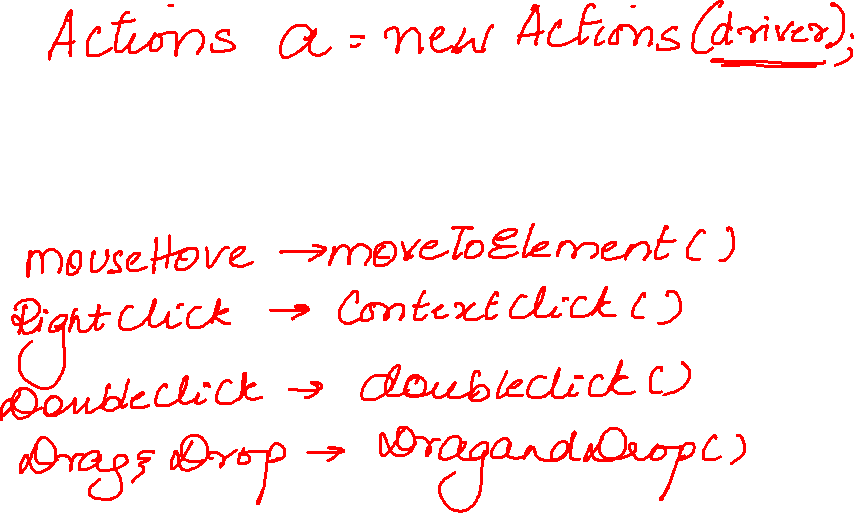 Actions a = new Actions(driver);
mouseHove → moveToElement()
RightClick → ContextClick()
Doubleclick → doubleclick()
Drag & Drop → DragandDrop()